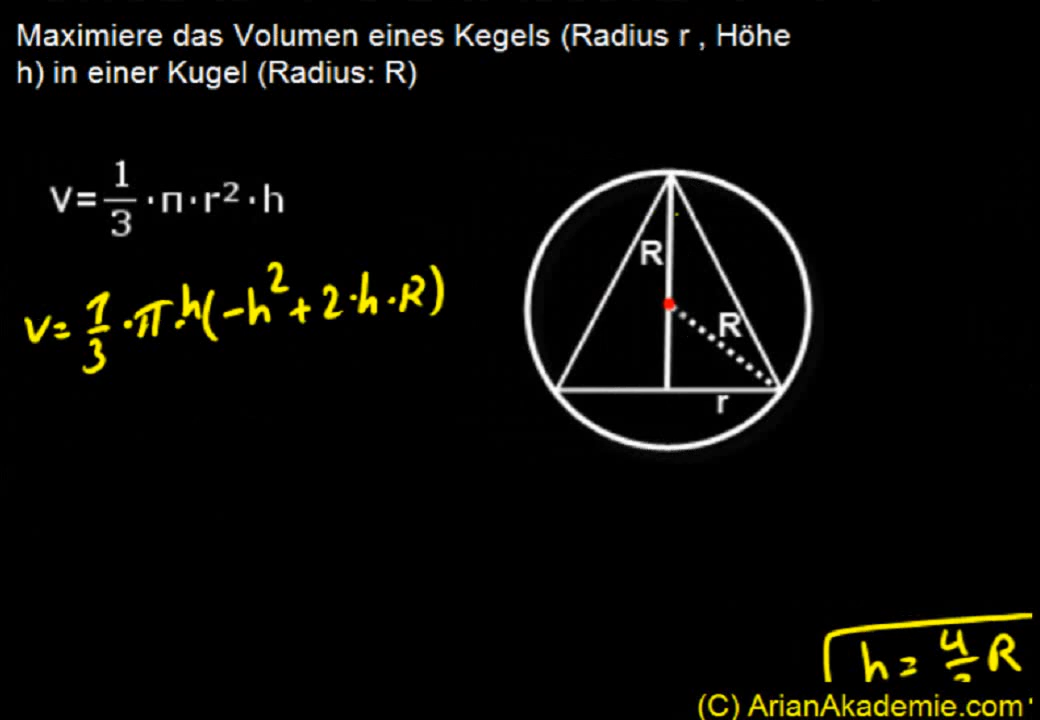 Maximiere das Volumen eines Kegels (Radius r , Höhe
h) in einer Kugel (Radius: R)
V=1/3·π·r²·h
V=1/3·π·h(-h²+2·h·R)
R
R
r
h=4/R
(C) ArianAkademie.com